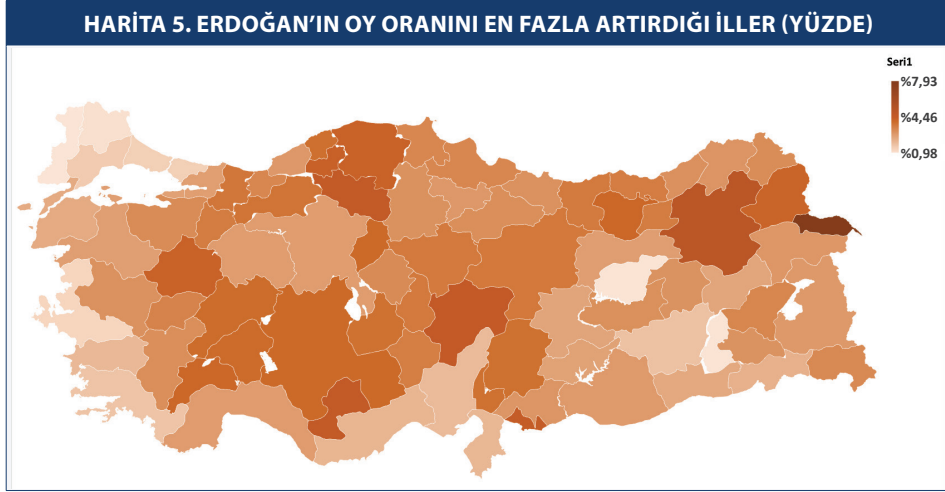 HARİTA 5. ERDOĞAN'IN OY ORANINI EN FAZLA ARTIRDIĞI İLLER (YÜZDE)
Seri1
%7,93
%4,46
%0,98